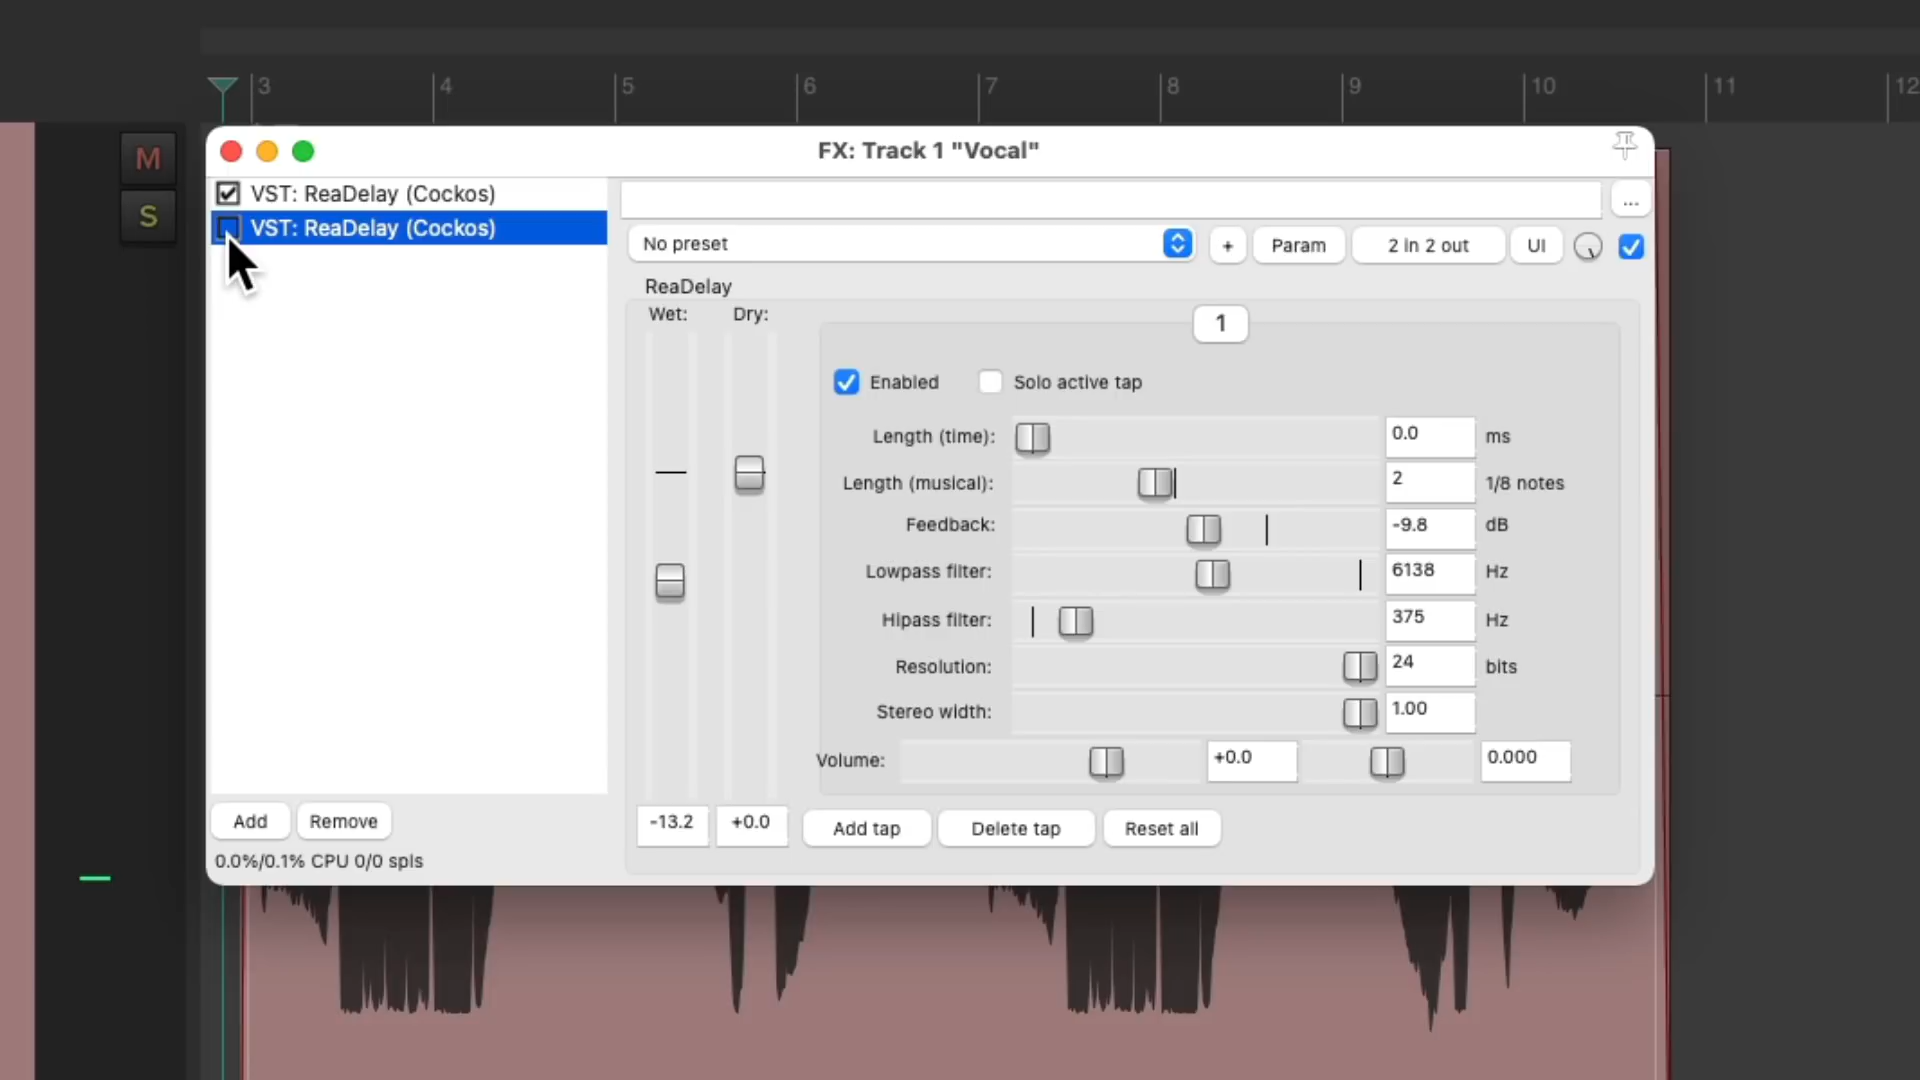 3 4 5 6 7 8 9 10 11 12
M
S
FX: Track 1 "Vocal"
VST: ReaDelay (Cockos)
VST: ReaDelay (Cockos)
...
No preset + Param 2 in 2 out UI
ReaDelay
Wet: Dry:
1
Enabled Solo active tap
Length (time): 0.0 ms
Length (musical): 2 1/8 notes
Feedback: -9.8 dB
Lowpass filter: 6138 Hz
Hipass filter: 375 Hz
Resolution: 24 bits
Stereo width: 1.00
Volume: +0.0 0.000
-13.2 +0.0 Add tap Delete tap Reset all
Add Remove
0.0%/0.1% CPU 0/0 spls